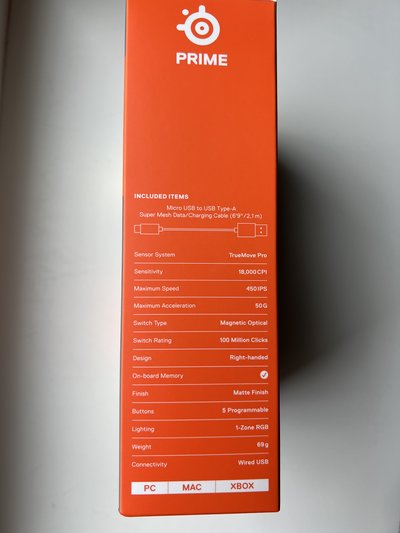 PRIME
INCLUDED ITEMS
Micro USB to USB Type-A
Super Mesh Data/Charging Cable (6'9"/2,1m)
Sensor System TrueMove Pro
Sensitivity 18,000 CPI
Maximum Speed 450 IPS
Maximum Acceleration 50 G
Switch Type Magnetic Optical
Switch Rating 100 Million Clicks
Design Right-handed
On-board Memory
Finish Matte Finish
Buttons 5 Programmable
Lighting 1-Zone RGB
Weight 69 g
Connectivity Wired USB
PC MAC XBOX